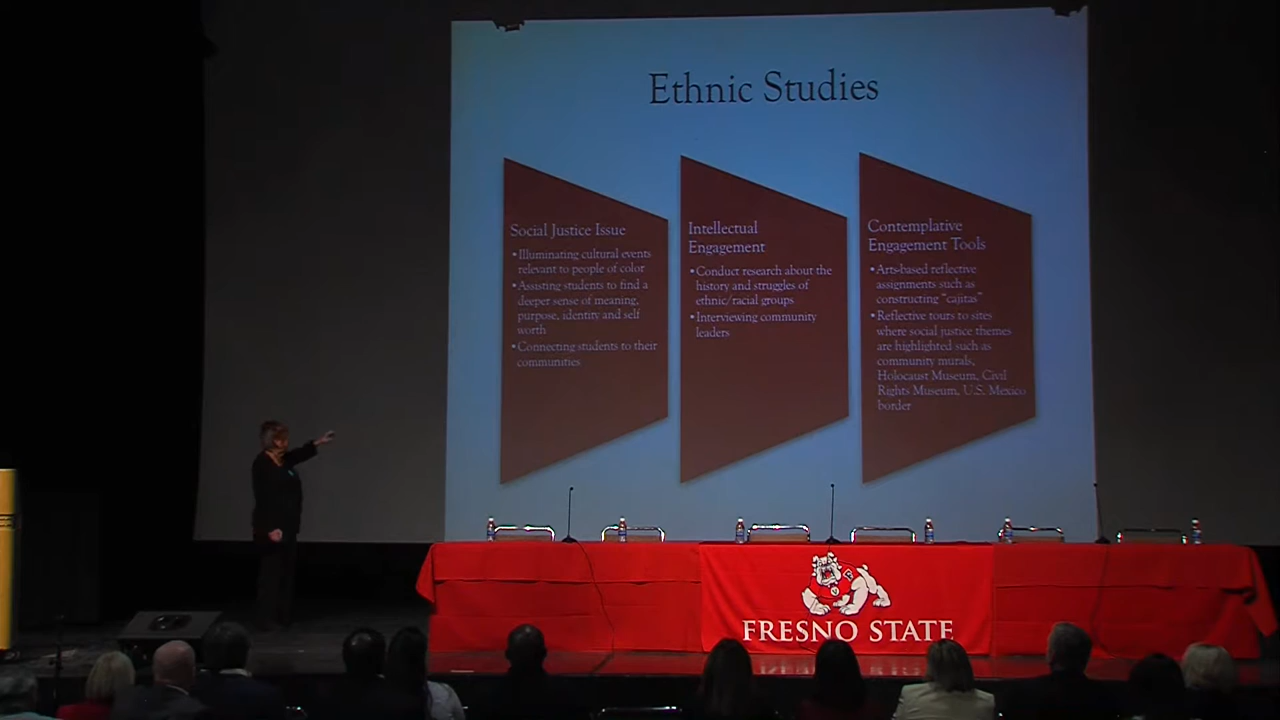 Ethnic Studies
Social Justice Issue
•Illuminating cultural events
relevant to people of color
•Assisting students to find a
deeper sense of meaning,
purpose, identity and self
worth
•Connecting students to their
communities
Intellectual
Engagement
•Conduct research about the
history and struggles of
ethnic/racial groups
•Interviewing community
leaders
Contemplative
Engagement Tools
•Arts-based reflective
assignments such as
constructing "cajitas"
•Reflective tours to sites
where social justice themes
are highlighted such as
community murals,
Holocaust Museum, Civil
Rights Museum, U.S. Mexico
border
FRESNO STATE